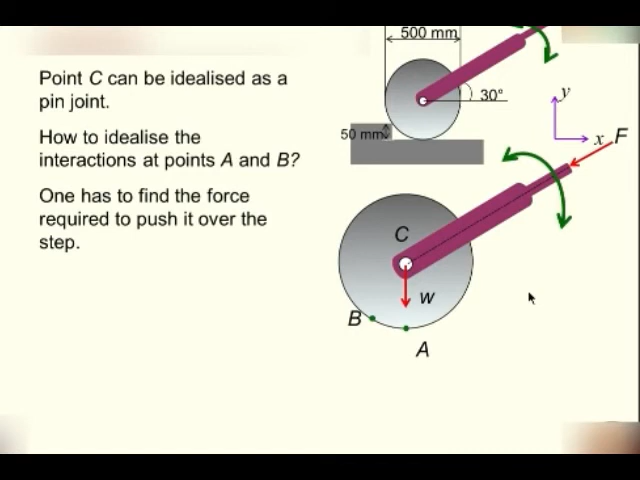 Point C can be idealised as a
pin joint.
How to idealise the
interactions at points A and B?
One has to find the force
required to push it over the
step.
500 mm
30°
50 mm
y
x
F
C
w
B
A